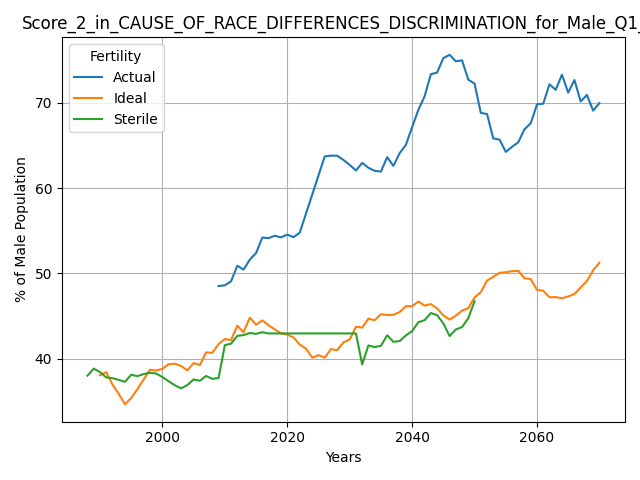 Score_2_in_CAUSE_OF_RACE_DIFFERENCES_DISCRIMINATION_for_Male_Q1_
Fertility
Actual
Ideal
Sterile
% of Male Population
70
60
50
40
2000 2020 2040 2060
Years